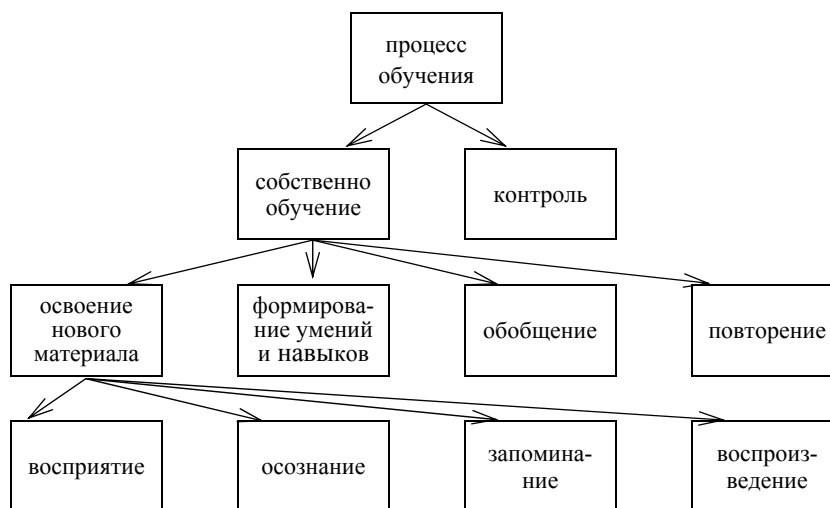 процесс
обучения
собственно
обучение
контроль
освоение
нового
материала
формирова-
ние умений
и навыков
обобщение
повторение
восприятие
осознание
запомина-
ние
воспроиз-
ведение